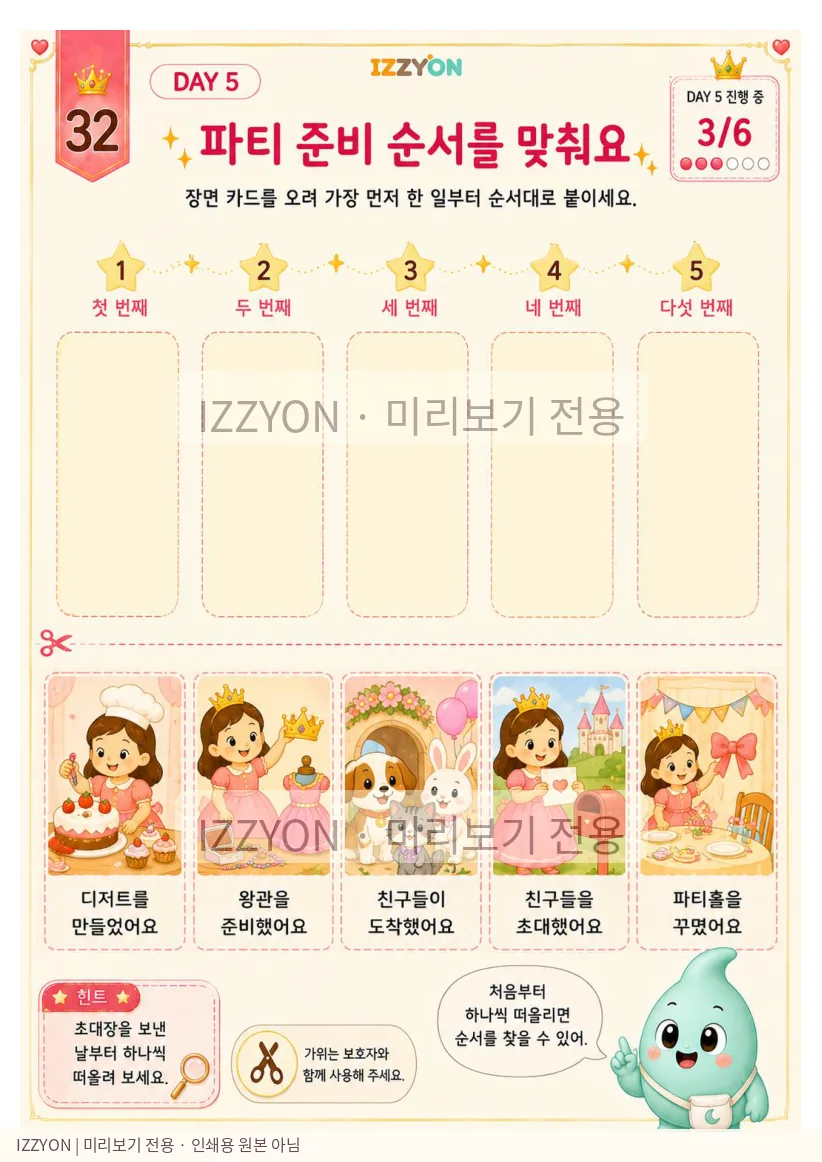 32
DAY 5
IZZYON
DAY 5 진행 중
3/6
파티 준비 순서를 맞춰요
장면 카드를 오려 가장 먼저 한 일부터 순서대로 붙이세요.
1 2 3 4 5
첫 번째 두 번째 세 번째 네 번째 다섯 번째
IZZYON · 미리보기 전용
IZZYON · 미리보기 전용
디저트를
만들었어요
왕관을
준비했어요
친구들이
도착했어요
친구들을
초대했어요
파티홀을
꾸몄어요
힌트
초대장을 보낸
날부터 하나씩
떠올려 보세요.
가위는 보호자와
함께 사용해 주세요.
처음부터
하나씩 떠올리면
순서를 찾을 수 있어.
IZZYON | 미리보기 전용 · 인쇄용 원본 아님